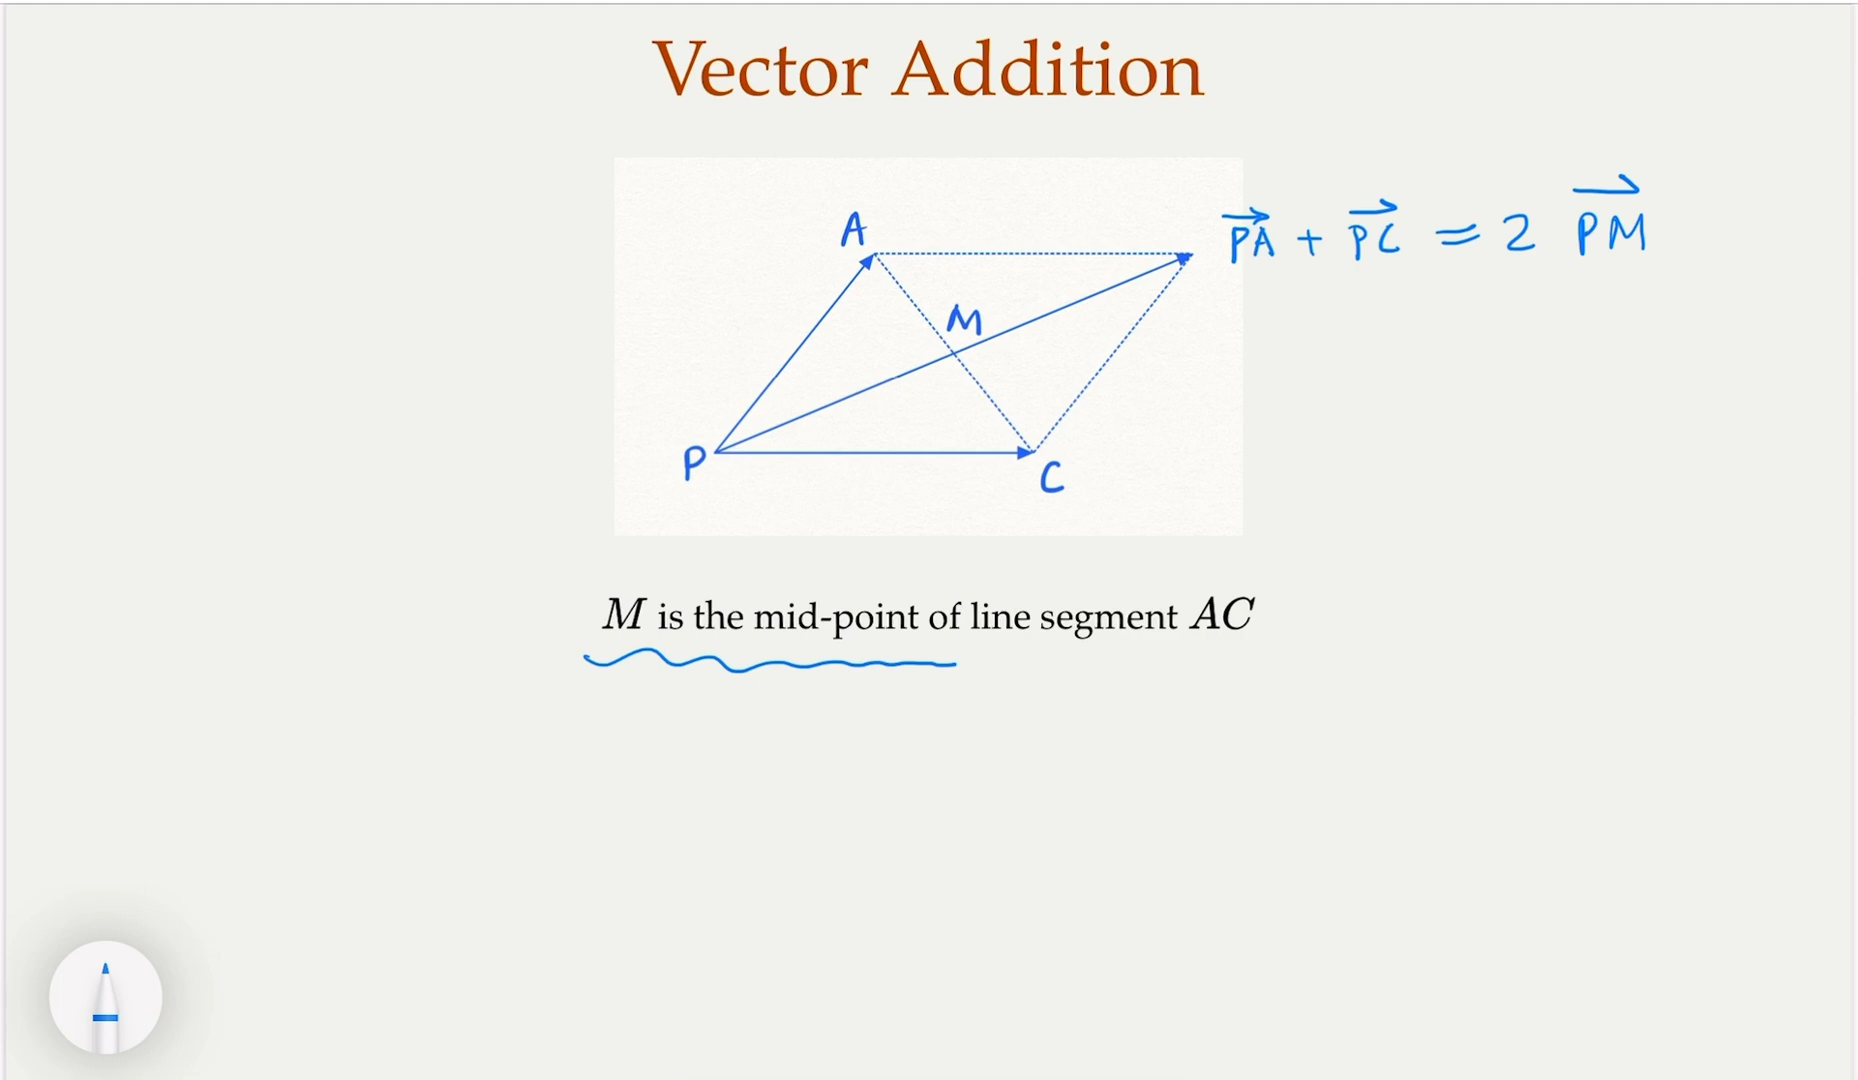 Vector Addition
A
PA + PC = 2 PM
M
P
C
M is the mid-point of line segment AC